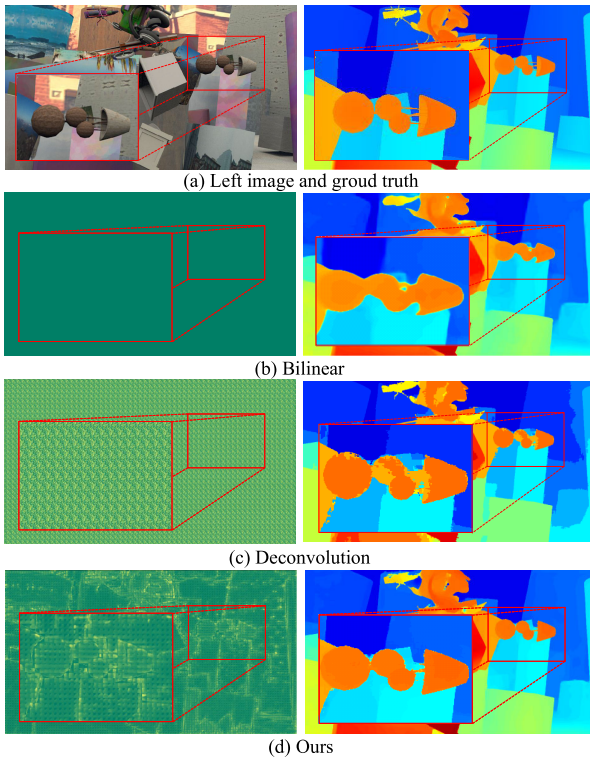 (a) Left image and groud truth
(b) Bilinear
(c) Deconvolution
(d) Ours